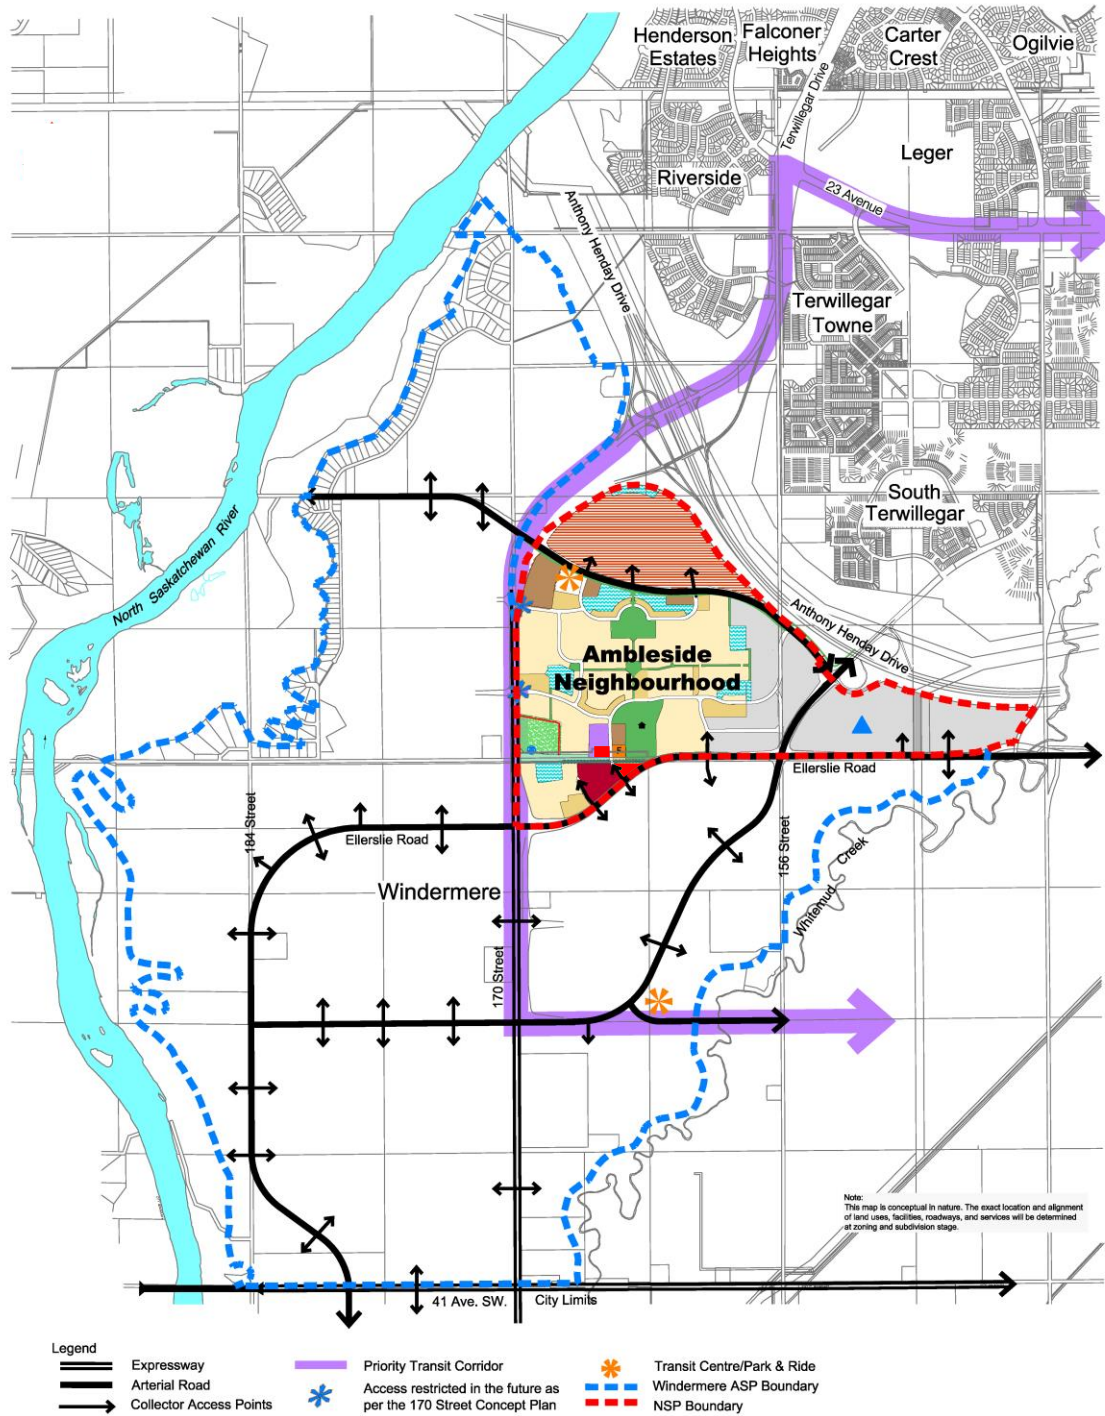 Henderson
Estates
Falconer
Heights
Carter
Crest
Ogilvie
Terwillegar Drive
Leger
Riverside
23 Avenue
Anthony Henday Drive
Terwillegar
Towne
South
Terwillegar
North Saskatchewan River
Ambleside
Neighbourhood
Anthony Henday Drive
Ellerslie Road
184 Street
Ellerslie Road
156 Street
Whitemud Creek
Windermere
170 Street
Note:
This map is conceptual in nature. The exact location and alignment
of land uses, facilities, roadways, and services will be determined
at zoning and subdivision stage.
41 Ave. SW.
City Limits
Legend
Expressway
Arterial Road
Collector Access Points
Priority Transit Corridor
Access restricted in the future as
per the 170 Street Concept Plan
Transit Centre/Park & Ride
Windermere ASP Boundary
NSP Boundary